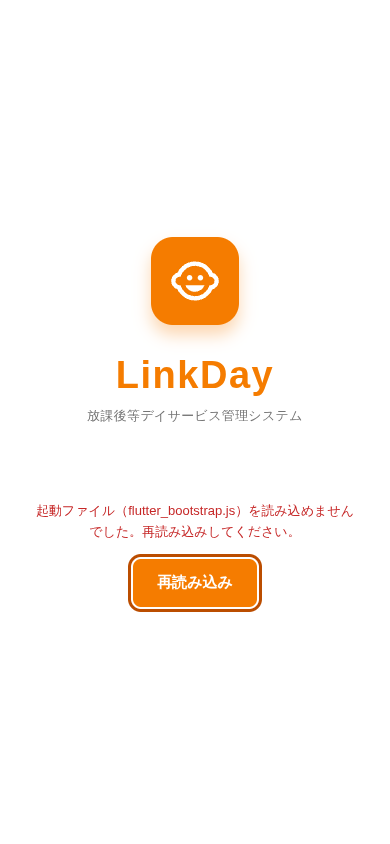 LinkDay
放課後等デイサービス管理システム
起動ファイル（flutter_bootstrap.js）を読み込めません
でした。再読み込みしてください。
再読み込み